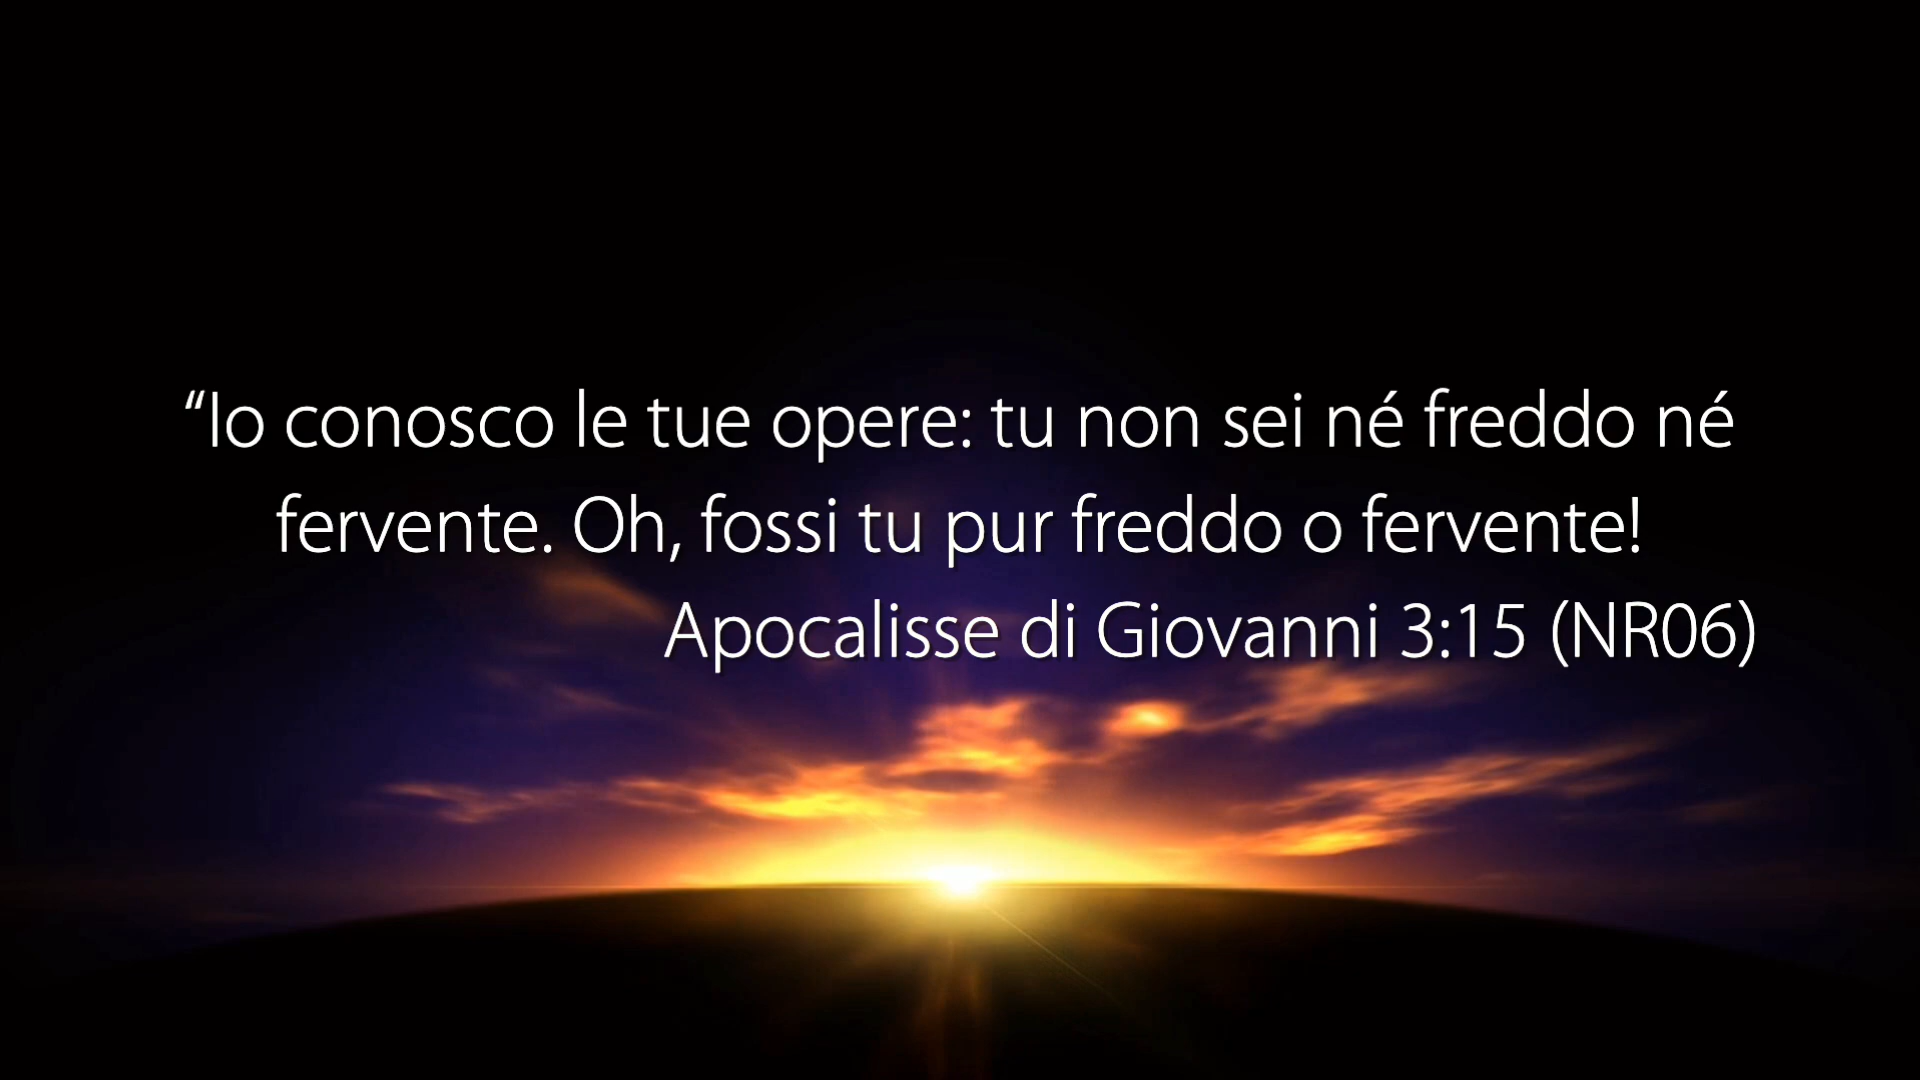 “Io conosco le tue opere: tu non sei né freddo né
fervente. Oh, fossi tu pur freddo o fervente!
Apocalisse di Giovanni 3:15 (NR06)